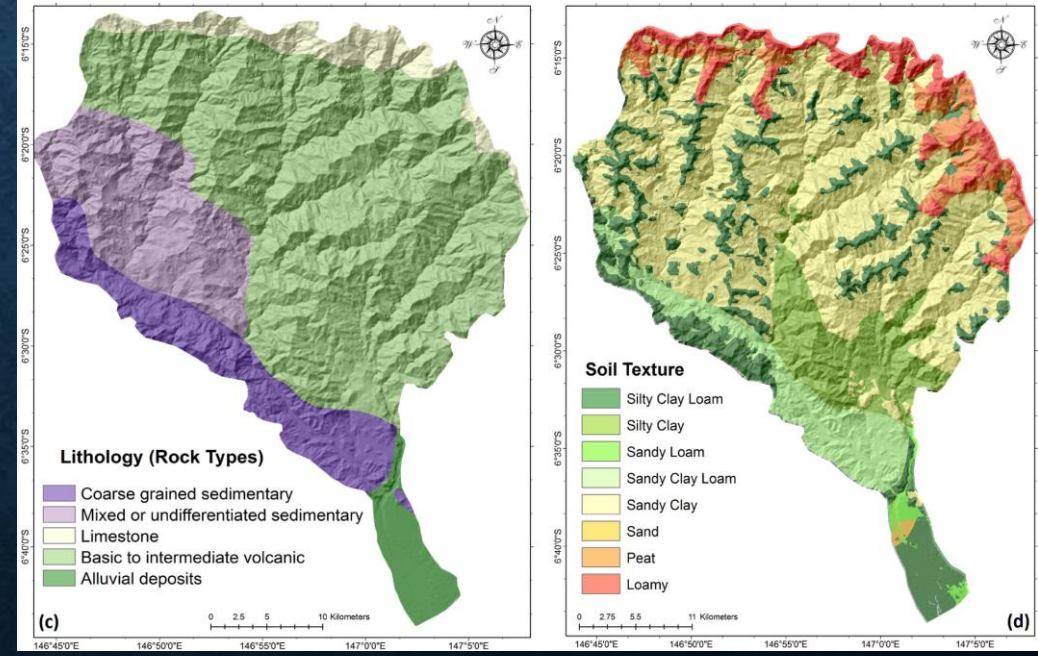 N
W E
S
6°15'0"S
6°20'0"S
6°25'0"S
6°30'0"S
6°35'0"S
6°40'0"S
Lithology (Rock Types)
Coarse grained sedimentary
Mixed or undifferentiated sedimentary
Limestone
Basic to intermediate volcanic
Alluvial deposits
0 2.5 5 10 Kilometers
(c)
146°45'0"E 146°50'0"E 146°55'0"E 147°0'0"E 147°5'0"E
N
W E
S
6°15'0"S
6°20'0"S
6°25'0"S
6°30'0"S
6°35'0"S
6°40'0"S
Soil Texture
Silty Clay Loam
Silty Clay
Sandy Loam
Sandy Clay Loam
Sandy Clay
Sand
Peat
Loamy
0 2.75 5.5 11 Kilometers
(d)
146°45'0"E 146°50'0"E 146°55'0"E 147°0'0"E 147°5'0"E